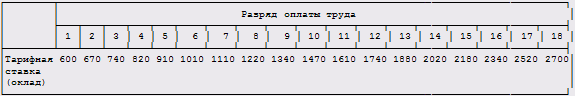 Разряд оплаты труда
1 2 3 4 5 6 7 8 9 10 11 12 13 14 15 16 17 18
Тарифная 600 670 740 820 910 1010 1110 1220 1340 1470 1610 1740 1880 2020 2180 2340 2520 2700
ставка
(оклад)